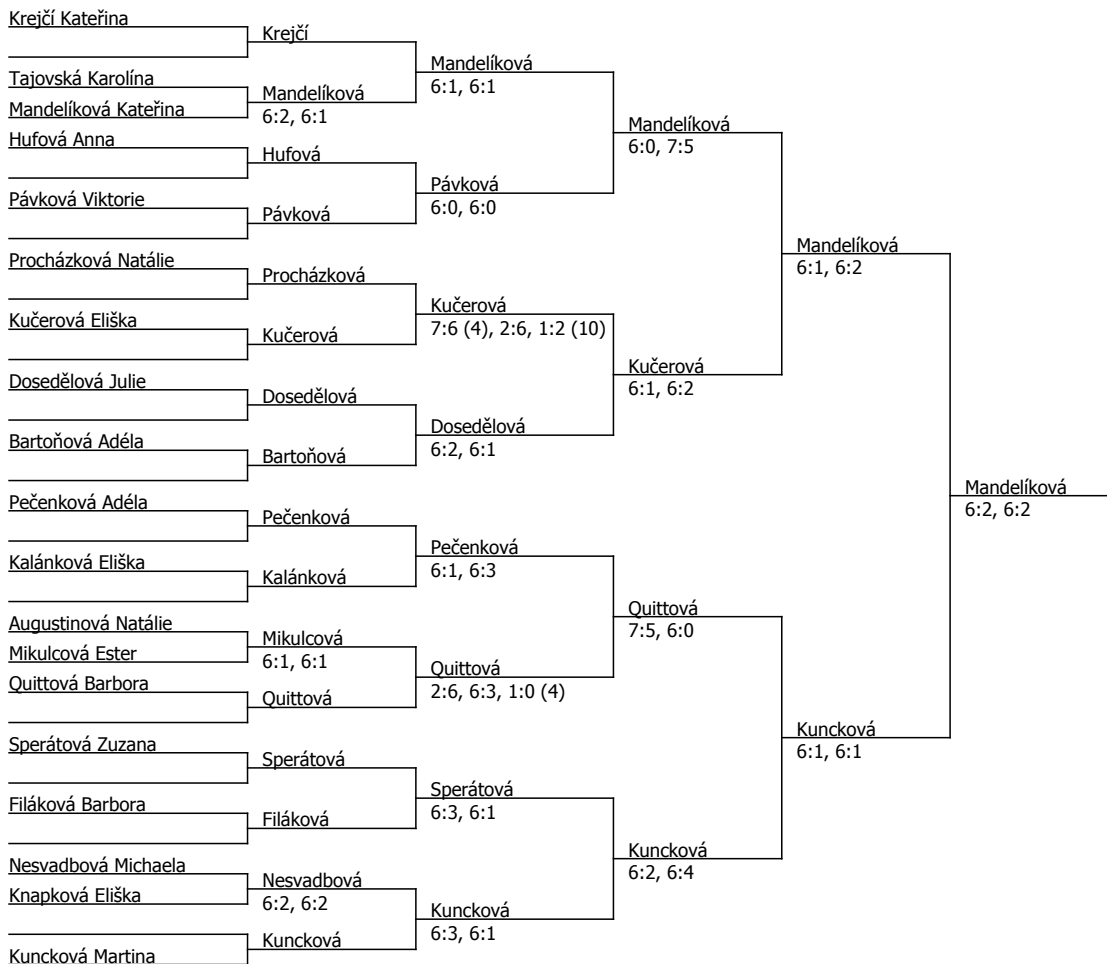 Krejčí Kateřina
Tajovská Karolína
Mandelíková Kateřina
Hufová Anna
Pávková Viktorie
Procházková Natálie
Kučerová Eliška
Dosedělová Julie
Bartoňová Adéla
Pečenková Adéla
Kalánková Eliška
Augustinová Natálie
Mikulcová Ester
Quittová Barbora
Sperátová Zuzana
Filáková Barbora
Nesvadbová Michaela
Knapková Eliška
Kuncková Martina
Krejčí
Mandelíková
6:2, 6:1
Hufová
Pávková
Procházková
Kučerová
Dosedělová
Bartoňová
Pečenková
Kalánková
Mikulcová
6:1, 6:1
Quittová
Sperátová
Filáková
Nesvadbová
6:2, 6:2
Kuncková
Mandelíková
6:1, 6:1
Pávková
6:0, 6:0
Kučerová
7:6 (4), 2:6, 1:2 (10)
Dosedělová
6:2, 6:1
Pečenková
6:1, 6:3
Quittová
2:6, 6:3, 1:0 (4)
Sperátová
6:3, 6:1
Kuncková
6:3, 6:1
Mandelíková
6:0, 7:5
Kučerová
6:1, 6:2
Quittová
7:5, 6:0
Kuncková
6:2, 6:4
Mandelíková
6:1, 6:2
Kuncková
6:1, 6:1
Mandelíková
6:2, 6:2